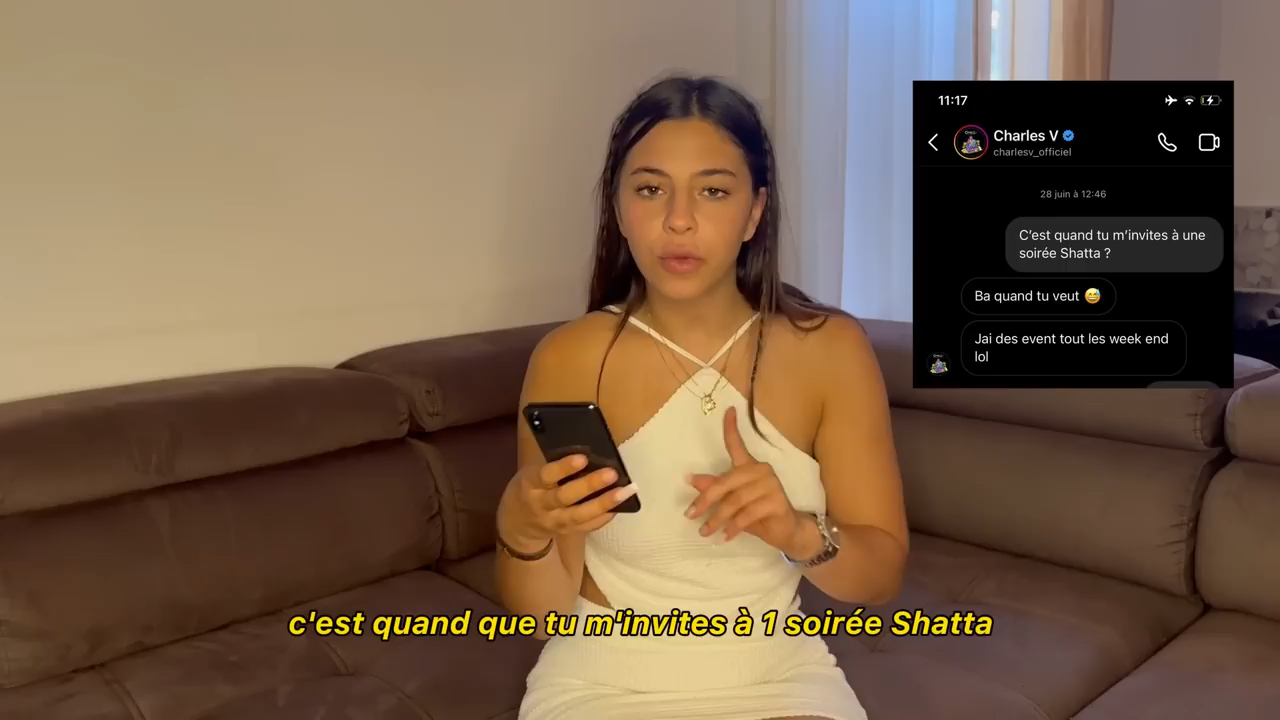 11:17
Charles V
charlesv_officiel
28 juin à 12:46
C'est quand tu m'invites à une
soirée Shatta ?
Ba quand tu veut 😅
Jai des event tout les week end
lol
c'est quand que tu m'invites à 1 soirée Shatta